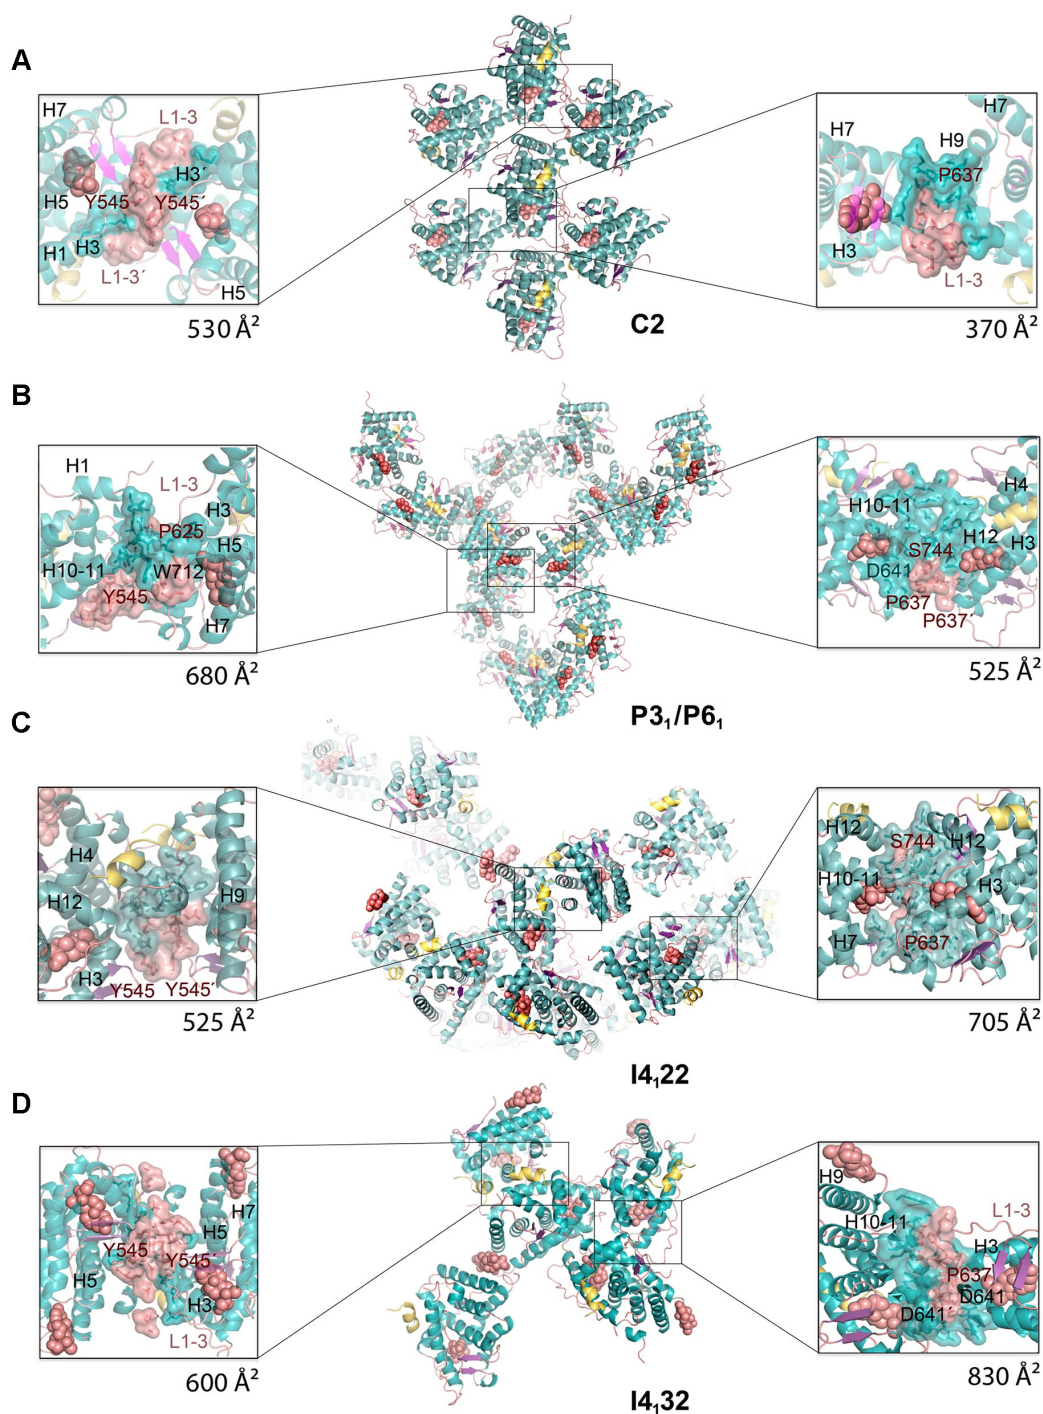 A
H7
L1-3
H3´
H5
Y545
Y545´
H1
H3
L1-3´
H5
530 Å²
C2
H7
H7
H9
P637
H3
L1-3
370 Å²
B
H1
L1-3
H3
P625
H5
H10-11
W712
Y545
H7
680 Å²
P3₁/P6₁
H4
H10-11
H12
H3
S744
D641
P637
P637´
525 Å²
C
H4
H12
H9
H3
Y545
Y545´
525 Å²
I4₁22
H12
S744
H12
H10-11
H3
H7
P637
705 Å²
D
H7
H5
Y545
Y545´
H5
H3
L1-3
600 Å²
I4₁32
H9
H10-11
L1-3
H3
P637
D641
D641´
830 Å²